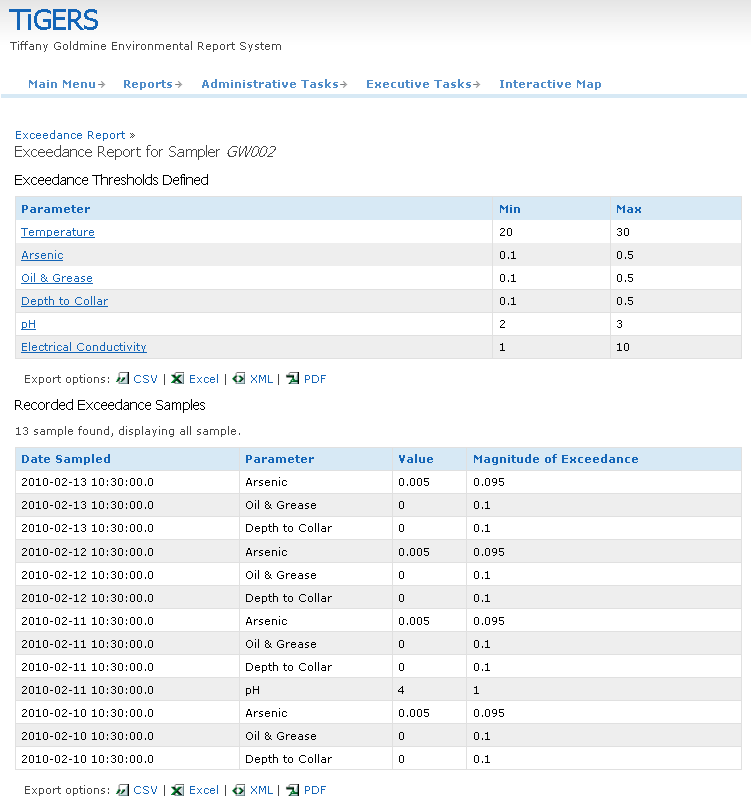 TiGERS
Tiffany Goldmine Environmental Report System
Main Menu Reports Administrative Tasks Executive Tasks Interactive Map
Exceedance Report »
Exceedance Report for Sampler GW002
Exceedance Thresholds Defined
Parameter Min Max
Temperature 20 30
Arsenic 0.1 0.5
Oil & Grease 0.1 0.5
Depth to Collar 0.1 0.5
pH 2 3
Electrical Conductivity 1 10
Export options: CSV | Excel | XML | PDF
Recorded Exceedance Samples
13 sample found, displaying all sample.
Date Sampled Parameter Value Magnitude of Exceedance
2010-02-13 10:30:00.0 Arsenic 0.005 0.095
2010-02-13 10:30:00.0 Oil & Grease 0 0.1
2010-02-13 10:30:00.0 Depth to Collar 0 0.1
2010-02-12 10:30:00.0 Arsenic 0.005 0.095
2010-02-12 10:30:00.0 Oil & Grease 0 0.1
2010-02-12 10:30:00.0 Depth to Collar 0 0.1
2010-02-11 10:30:00.0 Arsenic 0.005 0.095
2010-02-11 10:30:00.0 Oil & Grease 0 0.1
2010-02-11 10:30:00.0 Depth to Collar 0 0.1
2010-02-11 10:30:00.0 pH 4 1
2010-02-10 10:30:00.0 Arsenic 0.005 0.095
2010-02-10 10:30:00.0 Oil & Grease 0 0.1
2010-02-10 10:30:00.0 Depth to Collar 0 0.1
Export options: CSV | Excel | XML | PDF